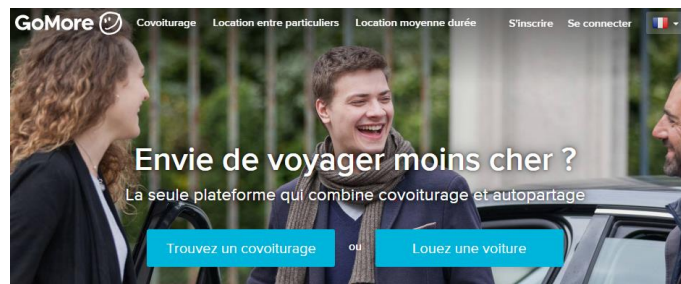 GoMore Covoiturage Location entre particuliers Location moyenne durée S'inscrire Se connecter
Envie de voyager moins cher ?
La seule plateforme qui combine covoiturage et autopartage
Trouvez un covoiturage ou Louez une voiture